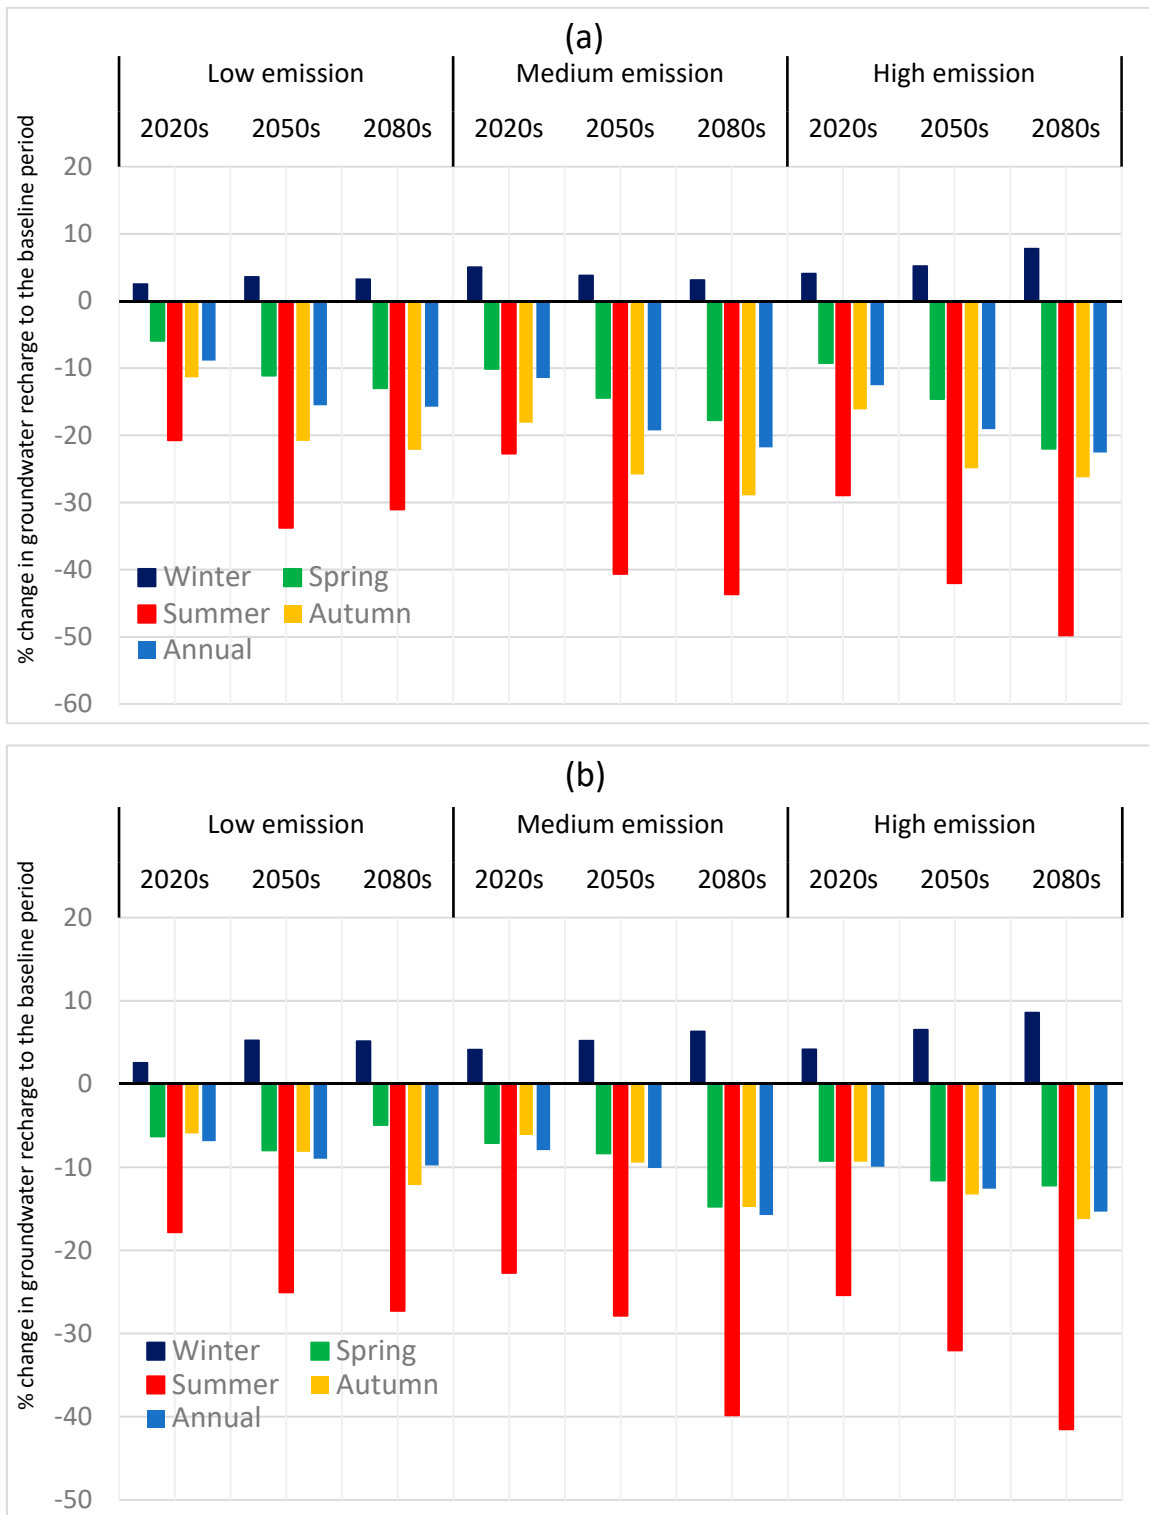 (a)
Low emission Medium emission High emission
2020s 2050s 2080s 2020s 2050s 2080s 2020s 2050s 2080s
% change in groundwater recharge to the baseline period
20
10
0
-10
-20
-30
-40
-50
-60
Winter Spring
Summer Autumn
Annual
(b)
Low emission Medium emission High emission
2020s 2050s 2080s 2020s 2050s 2080s 2020s 2050s 2080s
% change in groundwater recharge to the baseline period
20
10
0
-10
-20
-30
-40
-50
Winter Spring
Summer Autumn
Annual